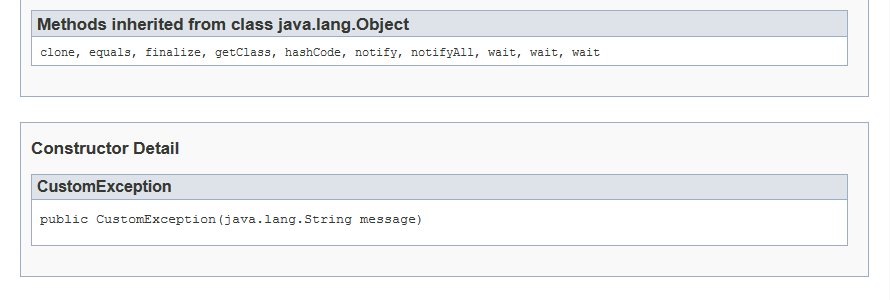 Methods inherited from class java.lang.Object
clone, equals, finalize, getClass, hashCode, notify, notifyAll, wait, wait, wait
Constructor Detail
CustomException
public CustomException(java.lang.String message)